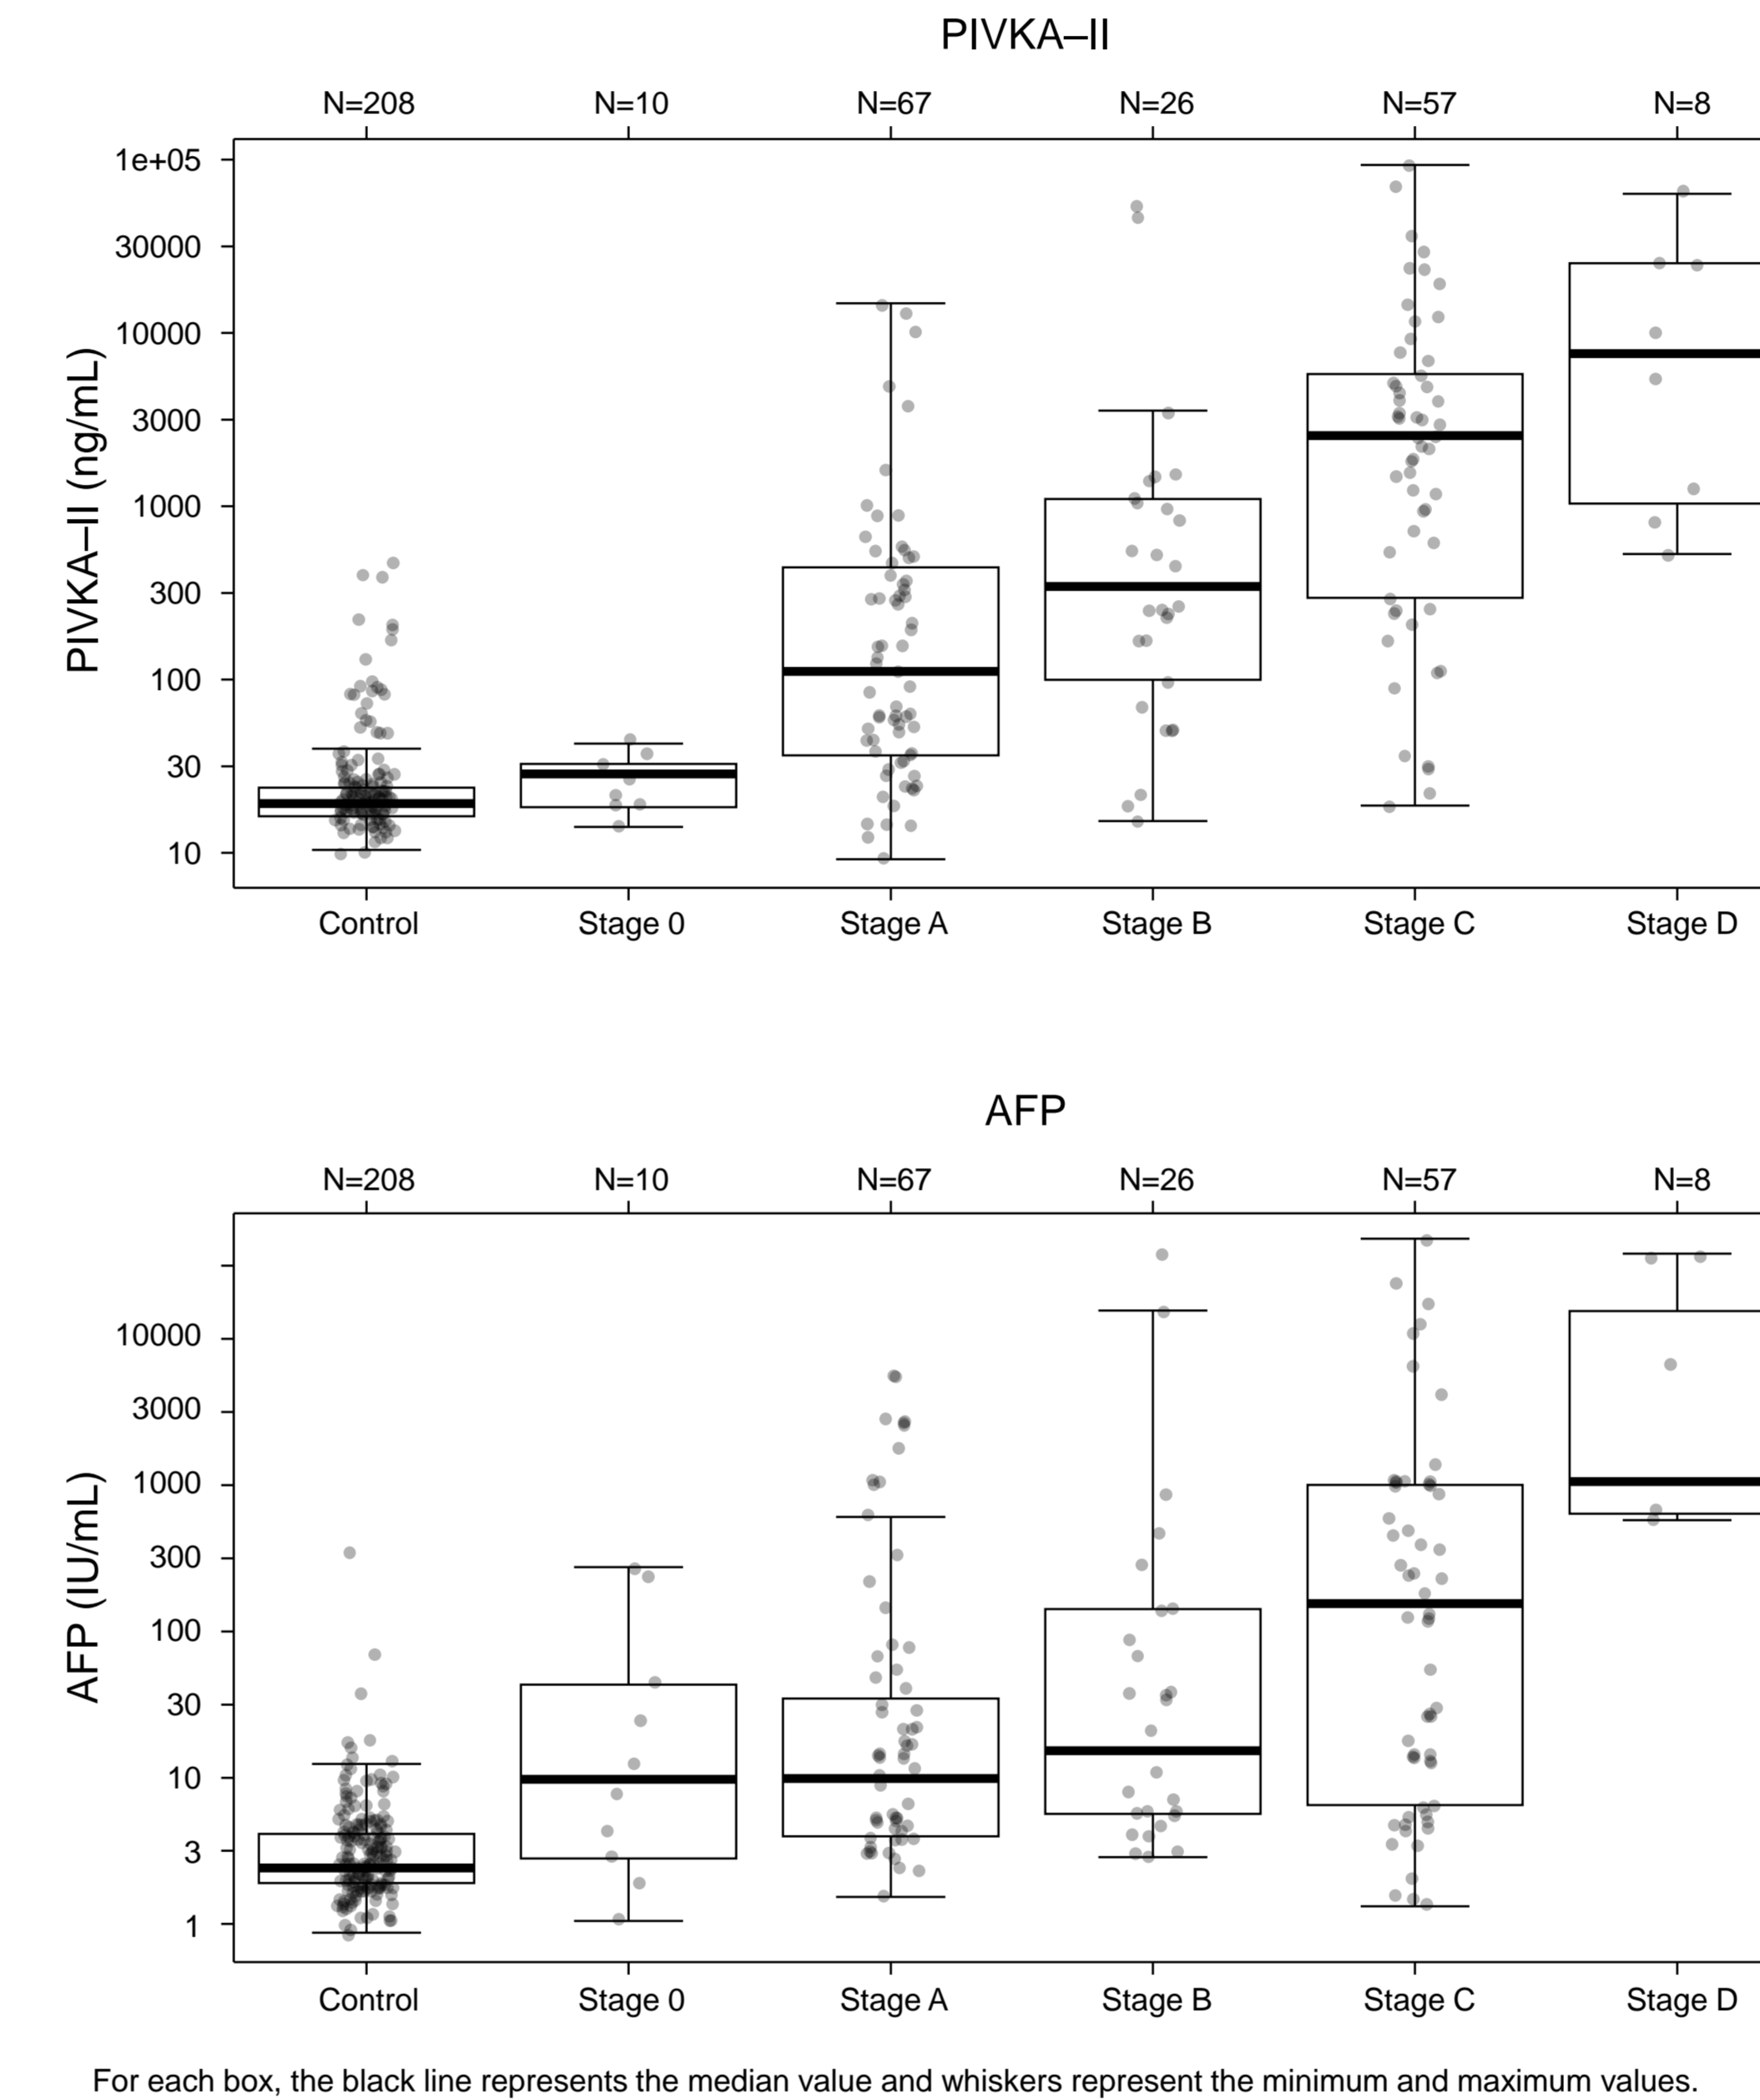 PIVKA–II
N=208 N=10 N=67 N=26 N=57 N=8
PIVKA–II (ng/mL)
1e+05
30000
10000
3000
1000
300
100
30
10
Control Stage 0 Stage A Stage B Stage C Stage D
AFP
N=208 N=10 N=67 N=26 N=57 N=8
AFP (IU/mL)
10000
3000
1000
300
100
30
10
3
1
Control Stage 0 Stage A Stage B Stage C Stage D
For each box, the black line represents the median value and whiskers represent the minimum and maximum values.